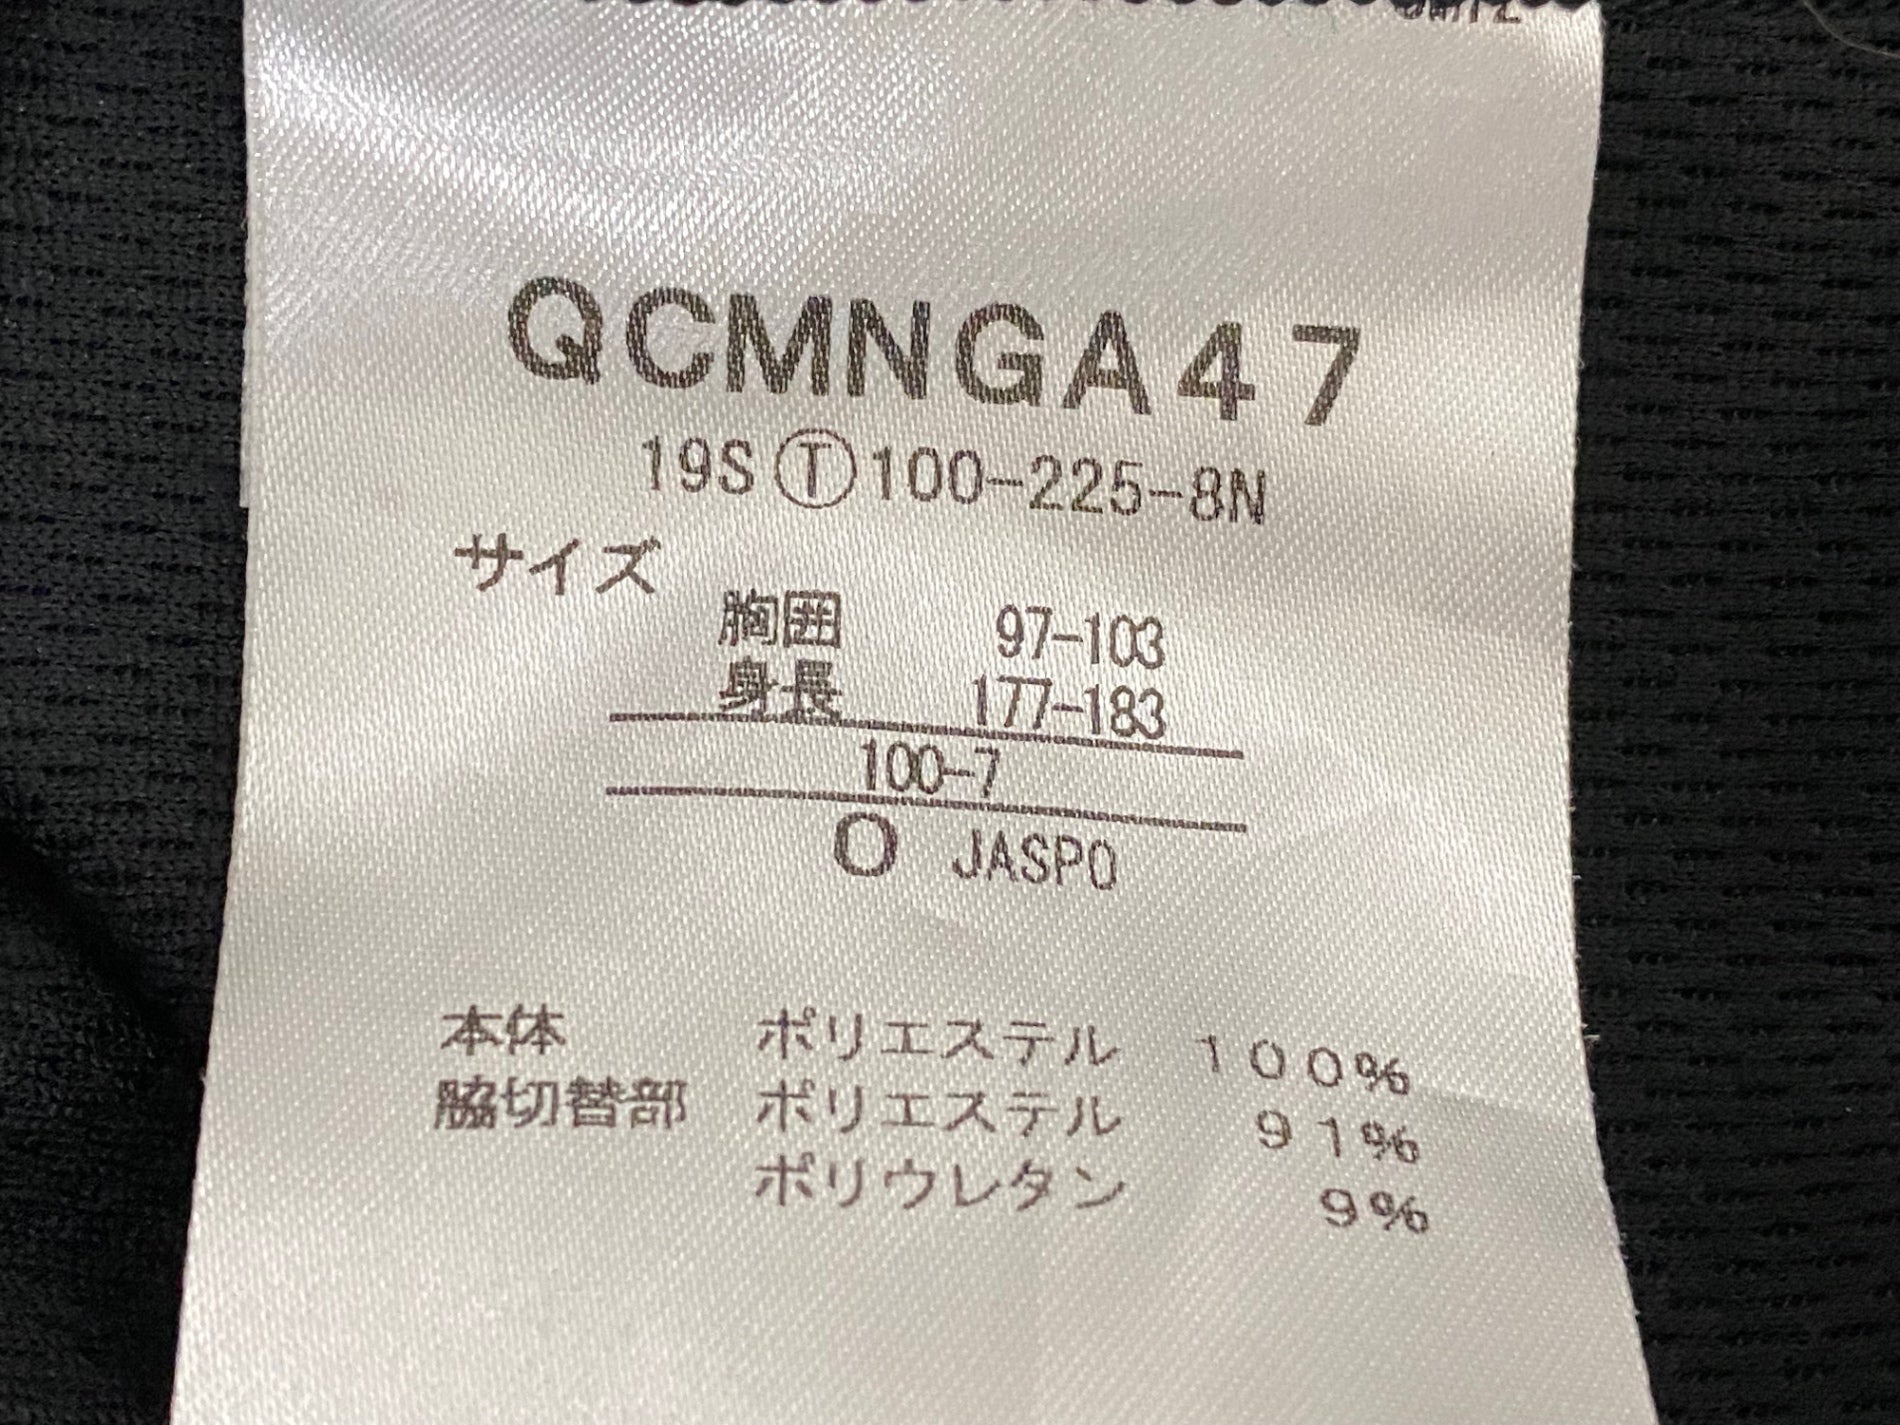 QCMNGA47
19SⓉ100-225-8N
サイズ
胸囲 97-103
身長 177-183
100-7
O JASPO
本体 ポリエステル 100%
脇切替部 ポリエステル 91%
ポリウレタン 9%